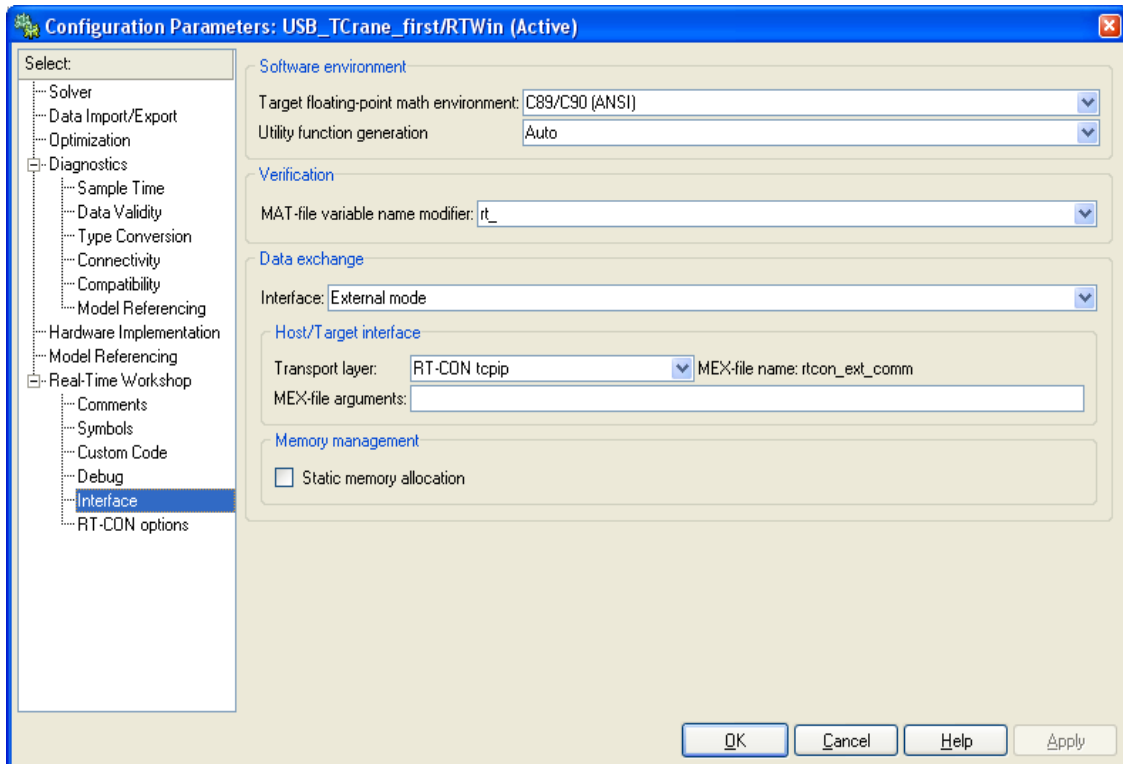 Configuration Parameters: USB_TCrane_first/RTWin (Active)
Select:
Solver
Data Import/Export
Optimization
Diagnostics
Sample Time
Data Validity
Type Conversion
Connectivity
Compatibility
Model Referencing
Hardware Implementation
Model Referencing
Real-Time Workshop
Comments
Symbols
Custom Code
Debug
Interface
RT-CON options
Software environment
Target floating-point math environment: C89/C90 (ANSI)
Utility function generation Auto
Verification
MAT-file variable name modifier: rt_
Data exchange
Interface: External mode
Host/Target interface
Transport layer: RT-CON tcpip MEX-file name: rtcon_ext_comm
MEX-file arguments:
Memory management
Static memory allocation
OK Cancel Help Apply